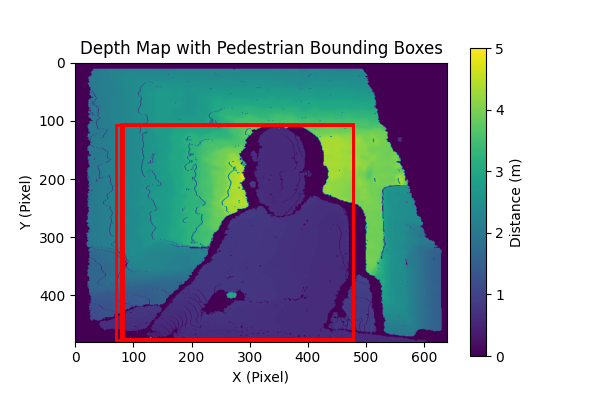 Depth Map with Pedestrian Bounding Boxes
0
100
200
300
400
Y (Pixel)
0 100 200 300 400 500 600
X (Pixel)
5
4
3
2
1
0
Distance (m)